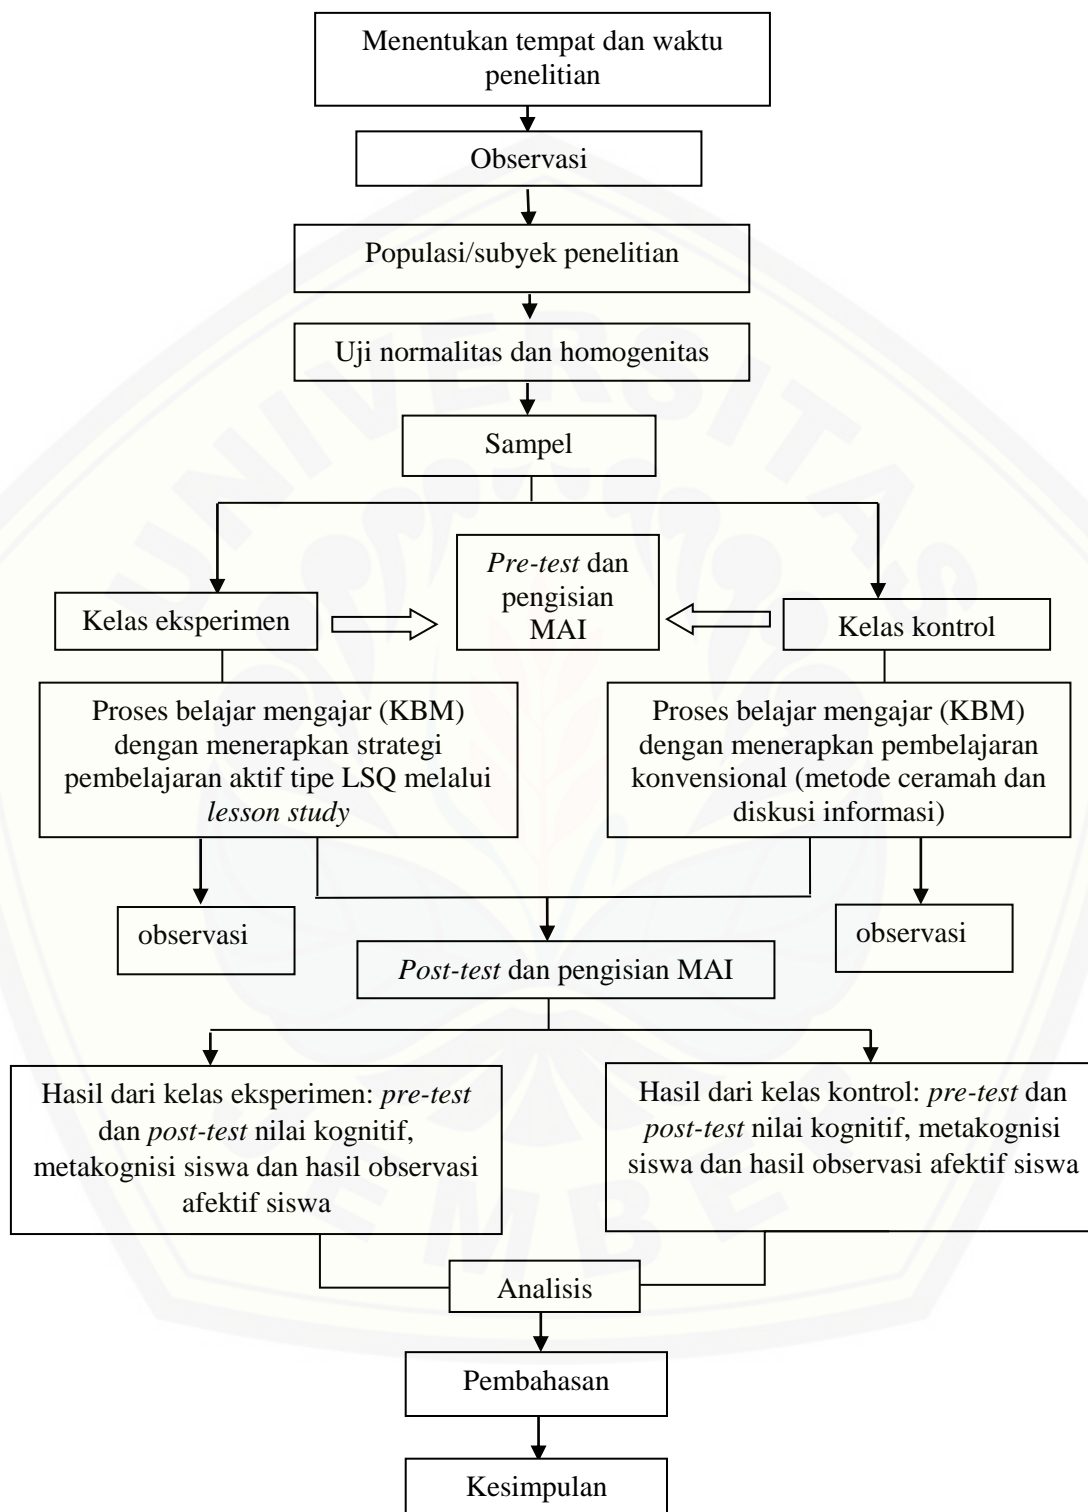 Menentukan tempat dan waktu
penelitian
Observasi
Populasi/subyek penelitian
Uji normalitas dan homogenitas
Sampel
Pre-test dan
pengisian
MAI
Kelas eksperimen
Kelas kontrol
Proses belajar mengajar (KBM)
dengan menerapkan strategi
pembelajaran aktif tipe LSQ melalui
lesson study
Proses belajar mengajar (KBM)
dengan menerapkan pembelajaran
konvensional (metode ceramah dan
diskusi informasi)
observasi
observasi
Post-test dan pengisian MAI
Hasil dari kelas eksperimen: pre-test
dan post-test nilai kognitif,
metakognisi siswa dan hasil observasi
afektif siswa
Hasil dari kelas kontrol: pre-test dan
post-test nilai kognitif, metakognisi
siswa dan hasil observasi afektif siswa
Analisis
Pembahasan
Kesimpulan
UNIVERSITAS
JEMBER